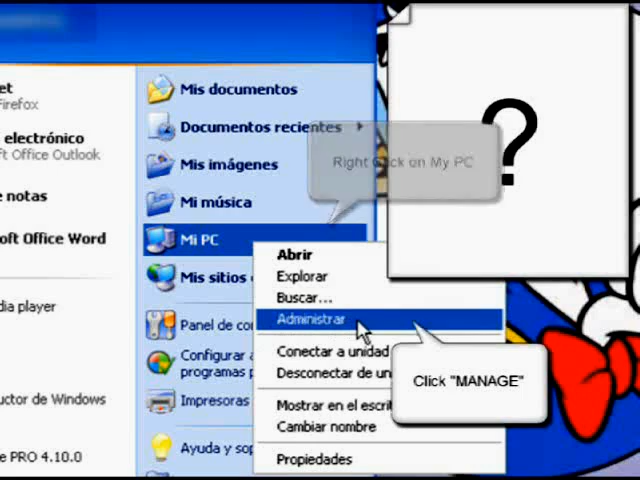 et
Firefox
electrónico
ft Office Outlook
e notas
oft Office Word
dia player
uctor de Windows
e PRO 4.10.0
Mis documentos
Documentos recientes
Mis imágenes
Mi música
Mi PC
Mis sitios
Panel de co
Configurar
programas p
Impresoras
Ayuda y sop
Right Click on My PC
?
Abrir
Explorar
Buscar...
Administrar
Conectar a unidad
Desconectar de un
Mostrar en el escrit
Cambiar nombre
Propiedades
Click "MANAGE"